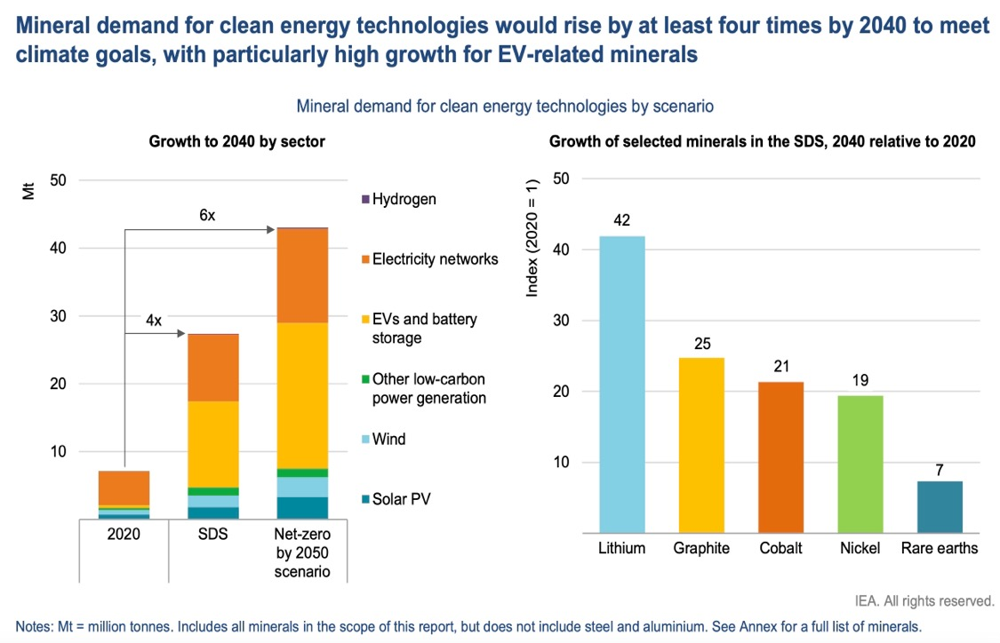 Mineral demand for clean energy technologies would rise by at least four times by 2040 to meet
climate goals, with particularly high growth for EV-related minerals
Mineral demand for clean energy technologies by scenario
Growth to 2040 by sector
Mt
50
40
30
20
10
6x
4x
2020
SDS
Net-zero
by 2050
scenario
Hydrogen
Electricity networks
EVs and battery
storage
Other low-carbon
power generation
Wind
Solar PV
Growth of selected minerals in the SDS, 2040 relative to 2020
Index (2020 = 1)
50
40
30
20
10
42
25
21
19
7
Lithium
Graphite
Cobalt
Nickel
Rare earths
IEA. All rights reserved.
Notes: Mt = million tonnes. Includes all minerals in the scope of this report, but does not include steel and aluminium. See Annex for a full list of minerals.